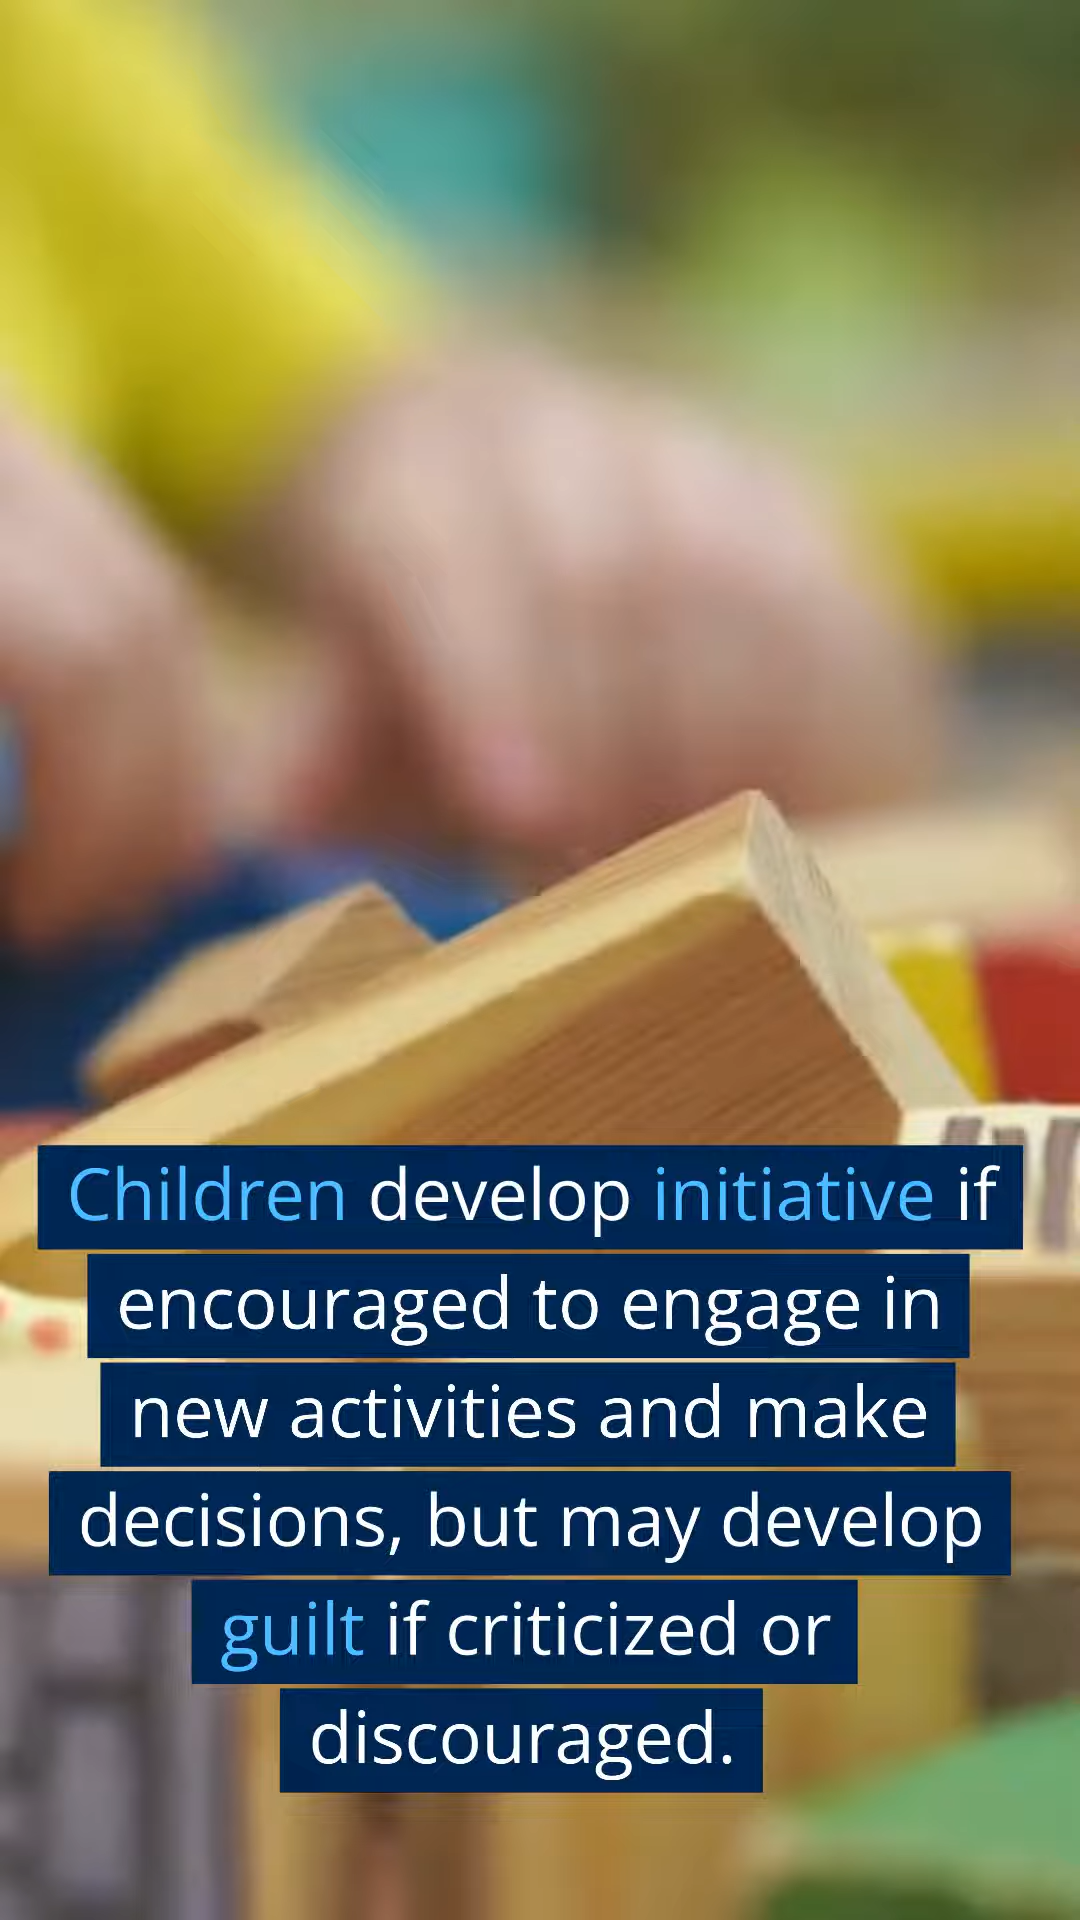 Children develop initiative if
encouraged to engage in
new activities and make
decisions, but may develop
guilt if criticized or
discouraged.